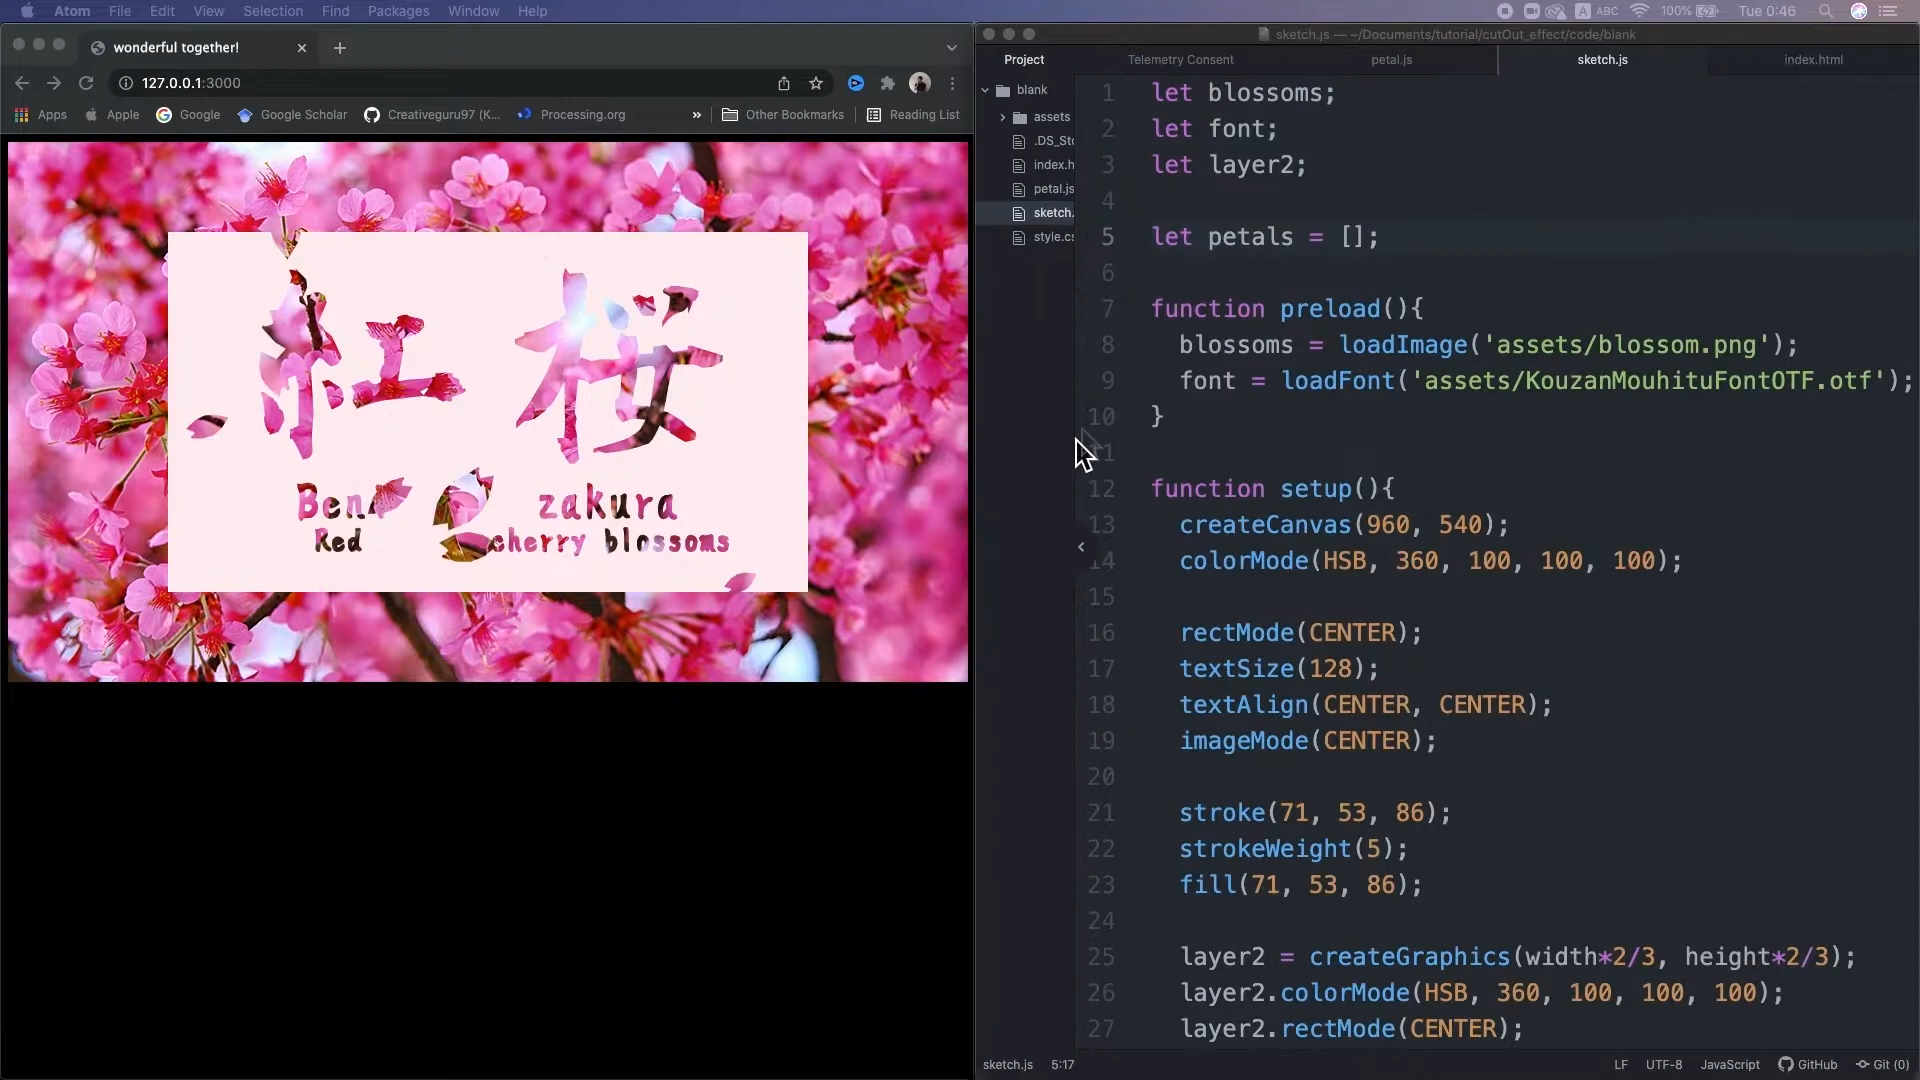 Atom File Edit View Selection Find Packages Window Help
A ABC 100% Tue 0:46
wonderful together!
127.0.0.1:3000
Apps Apple Google Google Scholar Creativeguru97 (K... Processing.org » Other Bookmarks Reading List
紅桜
Beni zakura
Red cherry blossoms
sketch.js — ~/Documents/tutorial/cutOut_effect/code/blank
Project Telemetry Consent petal.js sketch.js index.html
blank
assets
.DS_Sto
index.h
petal.js
sketch.
style.cs
1 let blossoms;
2 let font;
3 let layer2;
4
5 let petals = [];
6
7 function preload(){
8 blossoms = loadImage('assets/blossom.png');
9 font = loadFont('assets/KouzanMouhituFontOTF.otf');
10 }
11
12 function setup(){
13 createCanvas(960, 540);
14 colorMode(HSB, 360, 100, 100, 100);
15
16 rectMode(CENTER);
17 textSize(128);
18 textAlign(CENTER, CENTER);
19 imageMode(CENTER);
20
21 stroke(71, 53, 86);
22 strokeWeight(5);
23 fill(71, 53, 86);
24
25 layer2 = createGraphics(width*2/3, height*2/3);
26 layer2.colorMode(HSB, 360, 100, 100, 100);
27 layer2.rectMode(CENTER);
sketch.js 5:17 LF UTF-8 JavaScript GitHub Git (0)